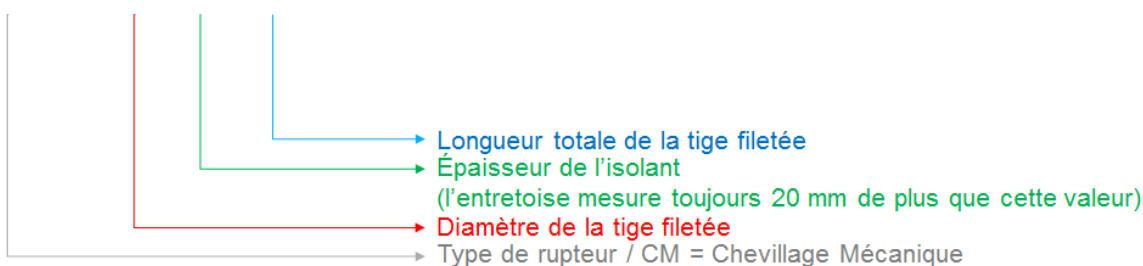 Longueur totale de la tige filetée
Épaisseur de l'isolant
(l'entretoise mesure toujours 20 mm de plus que cette valeur)
Diamètre de la tige filetée
Type de rupteur / CM = Chevillage Mécanique